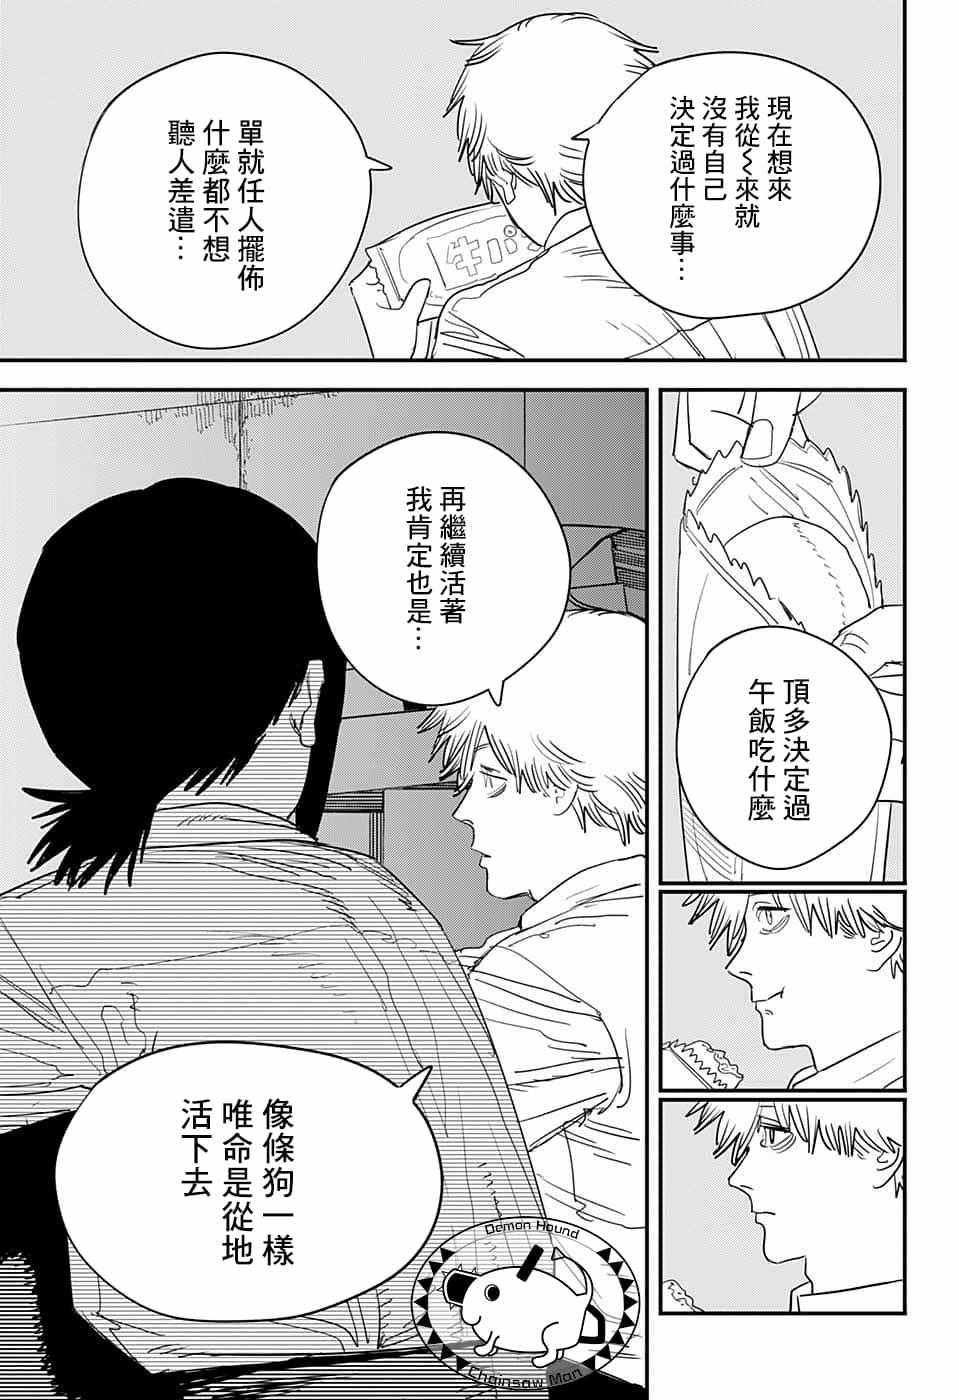 現在想來
我從~來就
沒有自己
決定過什麼事…
單就任人擺佈
什麼都不想
聽人差遣…
牛パ
頂多決定過
午飯吃什麼
再繼續活著
我肯定也是…
像條狗一樣
唯命是從地
活下去
Demon Hound
Chainsaw Man